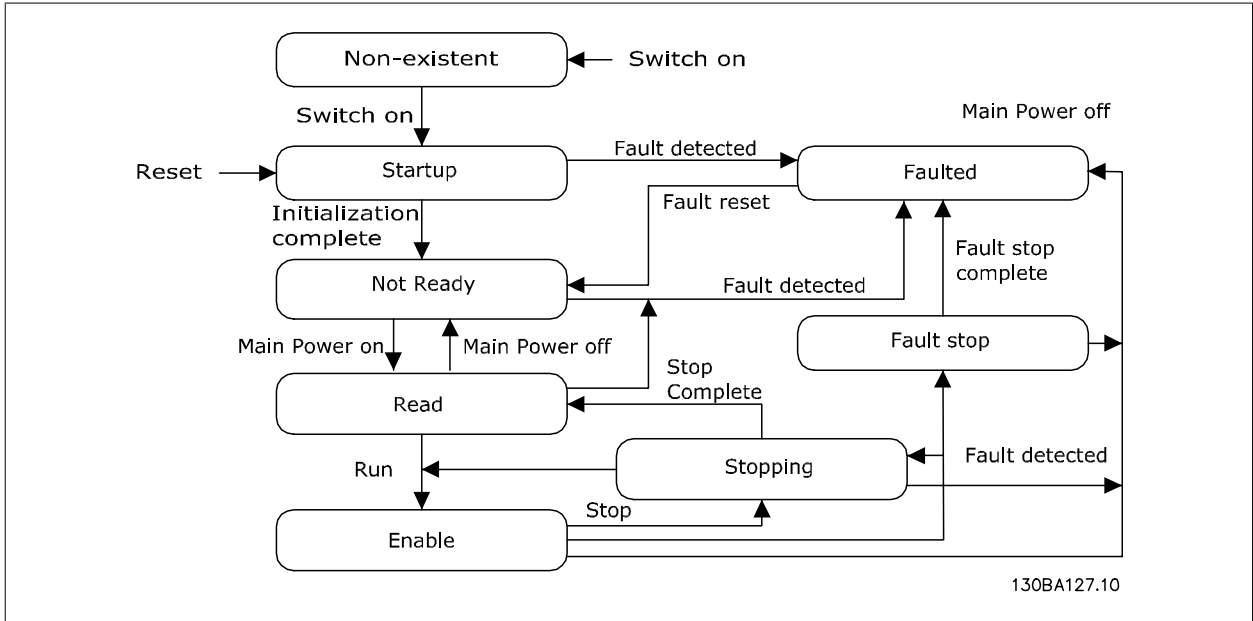 Non-existent
Switch on
Switch on
Main Power off
Fault detected
Reset
Startup
Faulted
Fault reset
Initialization
complete
Fault stop
complete
Not Ready
Fault detected
Main Power on
Main Power off
Fault stop
Stop
Complete
Read
Run
Stopping
Fault detected
Stop
Enable
130BA127.10